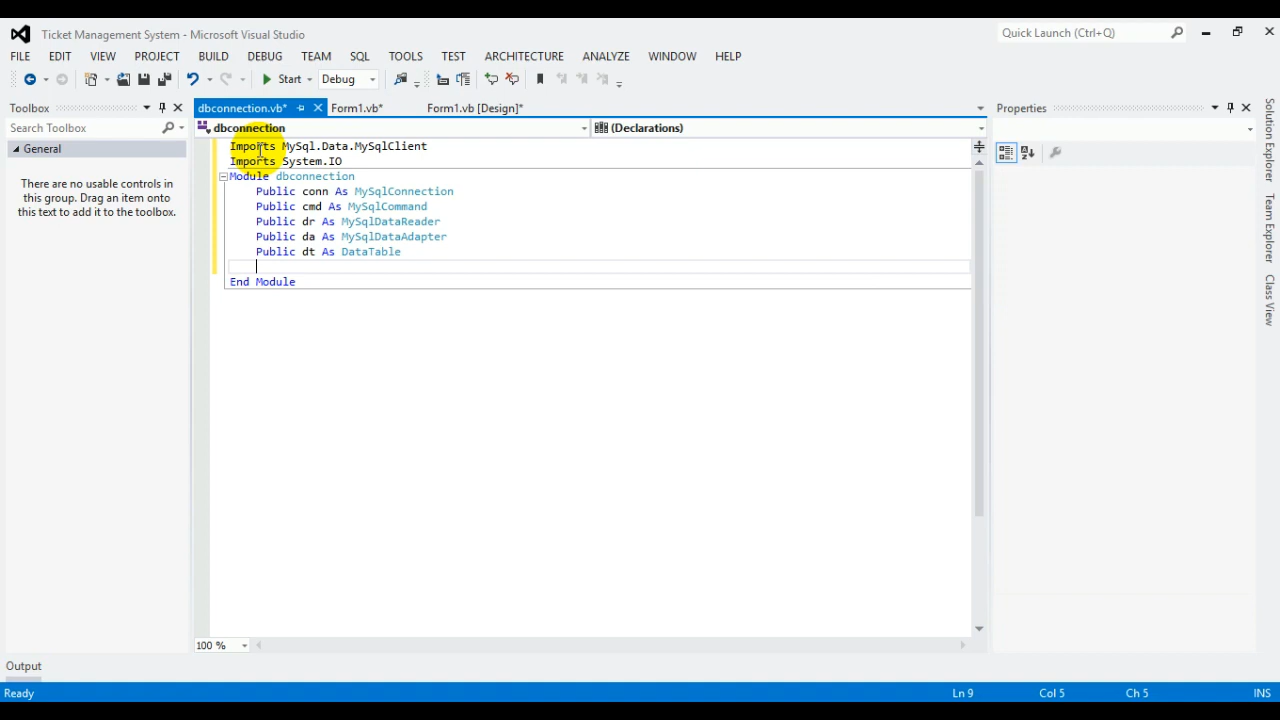 Ticket Management System - Microsoft Visual Studio
Quick Launch (Ctrl+Q)
FILE EDIT VIEW PROJECT BUILD DEBUG TEAM SQL TOOLS TEST ARCHITECTURE ANALYZE WINDOW HELP
Start Debug
Toolbox
dbconnection.vb* Form1.vb* Form1.vb [Design]*
Properties
Search Toolbox
dbconnection
(Declarations)
General
There are no usable controls in
this group. Drag an item onto
this text to add it to the toolbox.
Imports MySql.Data.MySqlClient
Imports System.IO
Module dbconnection
Public conn As MySqlConnection
Public cmd As MySqlCommand
Public dr As MySqlDataReader
Public da As MySqlDataAdapter
Public dt As DataTable
End Module
Solution Explorer
Team Explorer
Class View
100 %
Output
Ready Ln 9 Col 5 Ch 5 INS